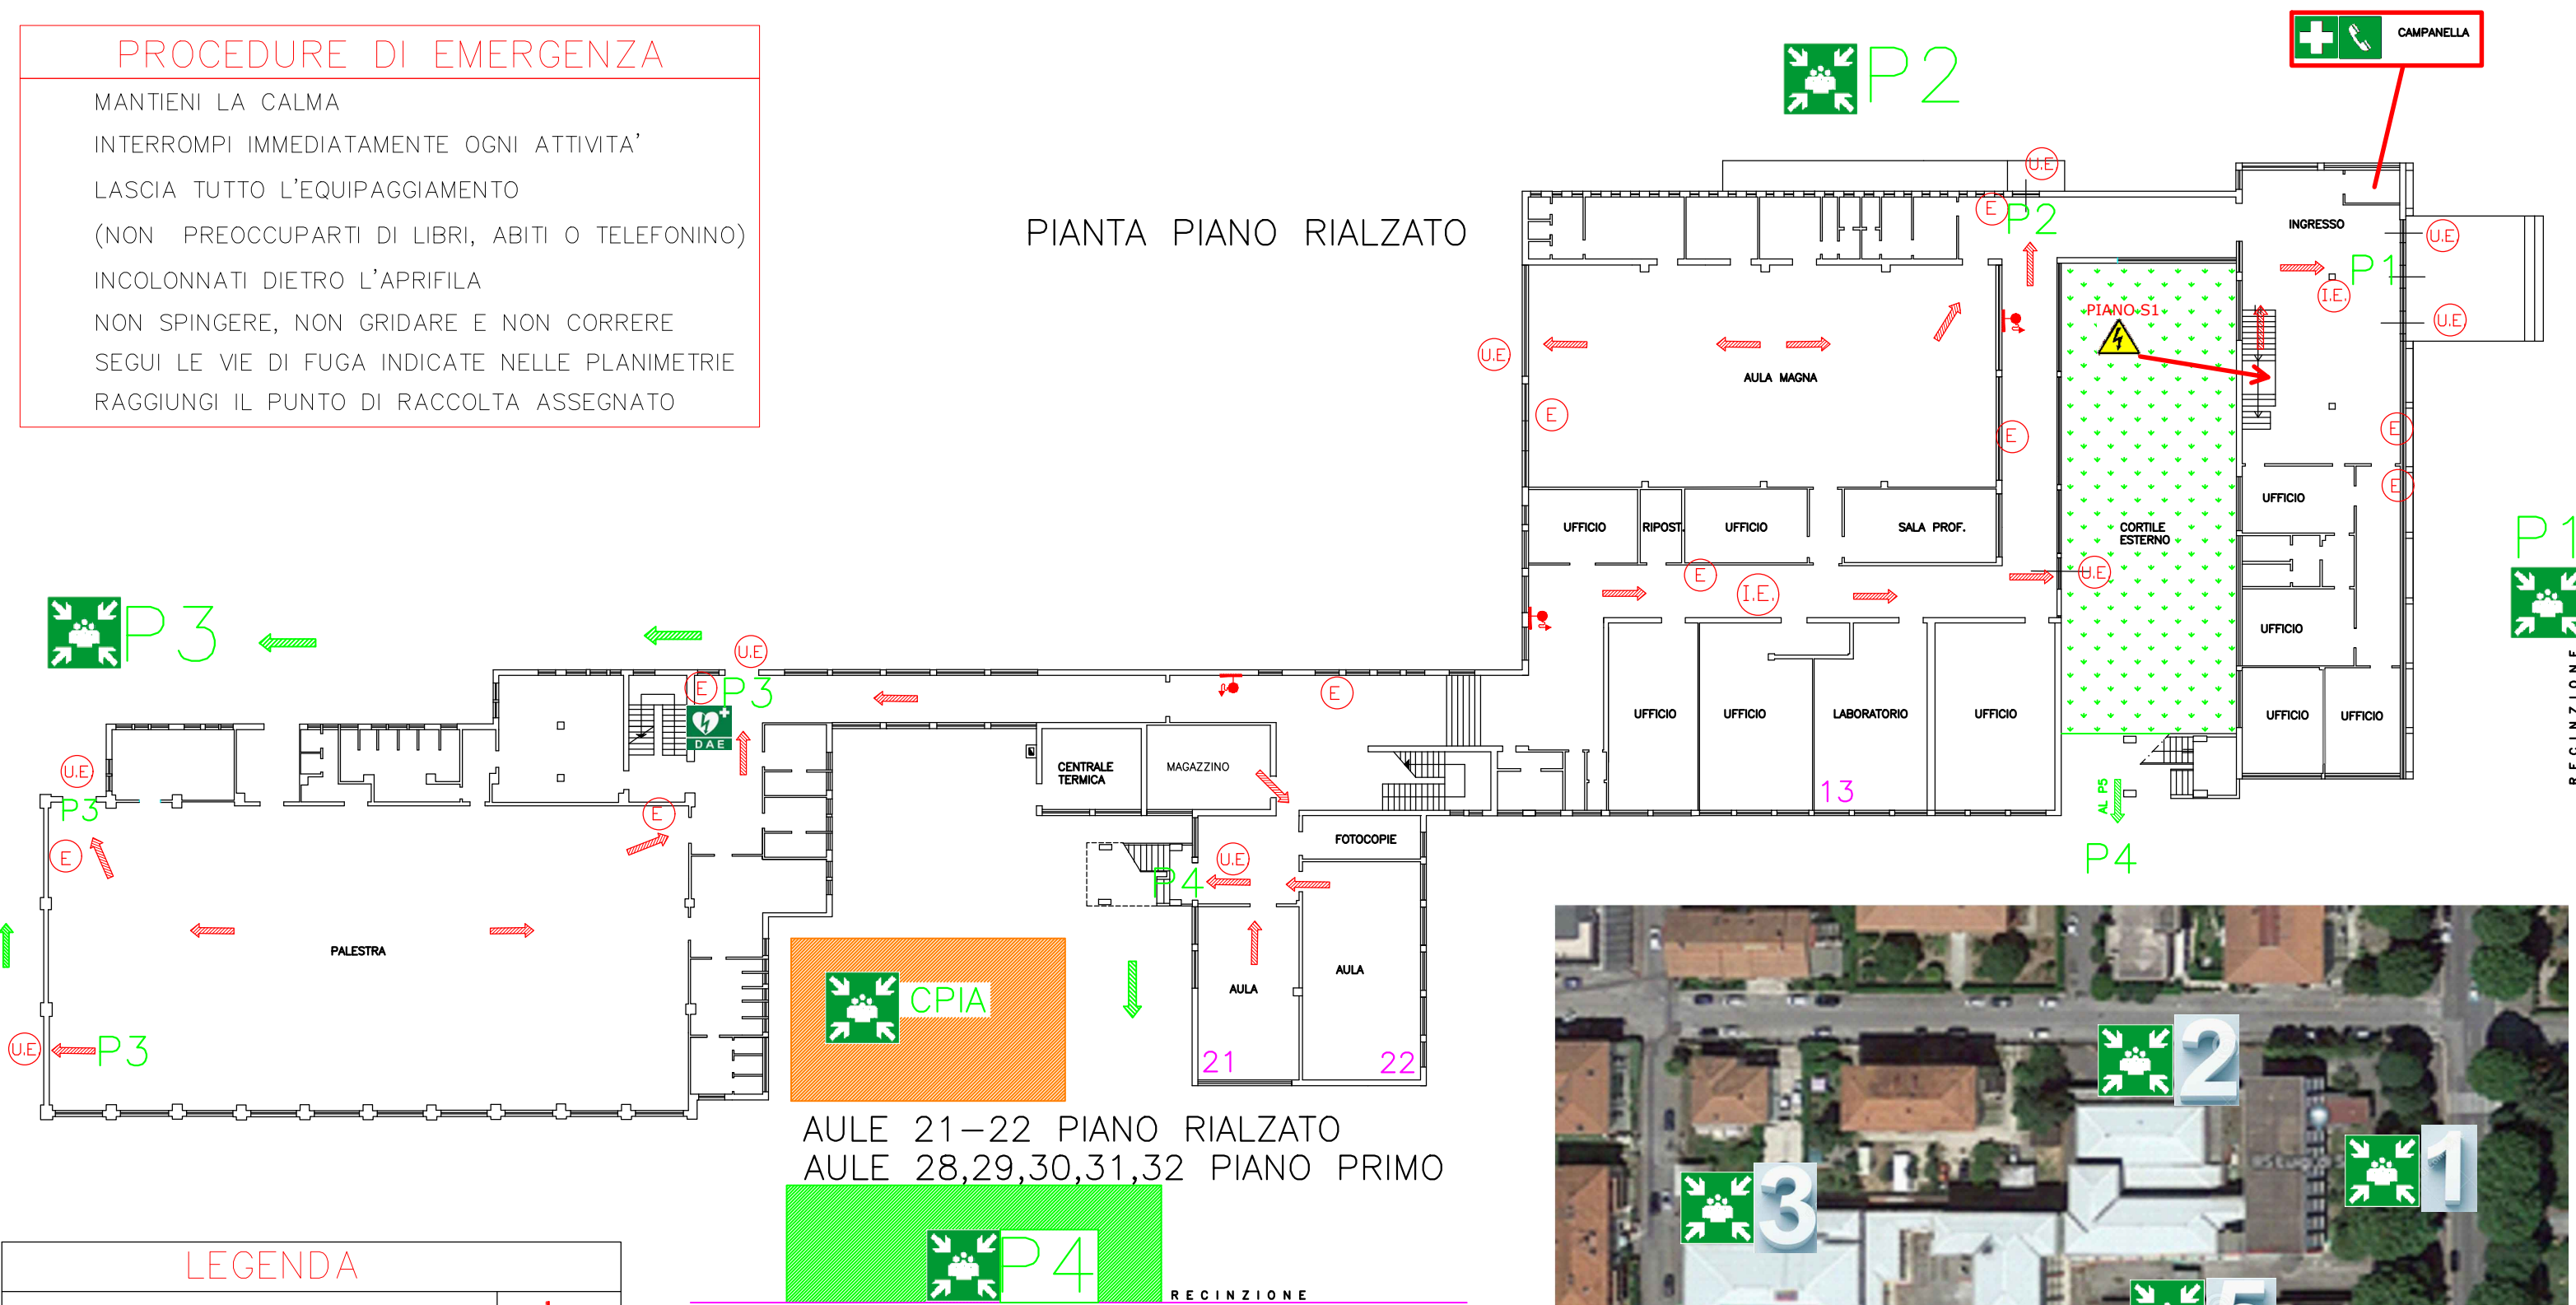 PROCEDURE DI EMERGENZA
MANTIENI LA CALMA
INTERROMPI IMMEDIATAMENTE OGNI ATTIVITA'
LASCIA TUTTO L'EQUIPAGGIAMENTO
(NON PREOCCUPARTI DI LIBRI, ABITI O TELEFONINO)
INCOLONNATI DIETRO L'APRIFILA
NON SPINGERE, NON GRIDARE E NON CORRERE
SEGUI LE VIE DI FUGA INDICATE NELLE PLANIMETRIE
RAGGIUNGI IL PUNTO DI RACCOLTA ASSEGNATO
PIANTA PIANO RIALZATO
P2
CAMPANELLA
U.E
E
P2
INGRESSO
U.E
P1
I.E.
U.E
PIANO S1
U.E
AULA MAGNA
E
E
E
E
UFFICIO
UFFICIO
RIPOST.
UFFICIO
SALA PROF.
CORTILE
ESTERNO
P1
E
I.E.
U.E
UFFICIO
RECINZIONE
P3
U.E
E
P3
DAE
E
UFFICIO
UFFICIO
LABORATORIO
UFFICIO
UFFICIO
UFFICIO
U.E
P3
E
E
CENTRALE
TERMICA
MAGAZZINO
13
AL P5
P4
FOTOCOPIE
U.E
P4
PALESTRA
AULA
AULA
CPIA
U.E
P3
21
22
AULE 21-22 PIANO RIALZATO
AULE 28,29,30,31,32 PIANO PRIMO
2
1
3
5
LEGENDA
P4
RECINZIONE